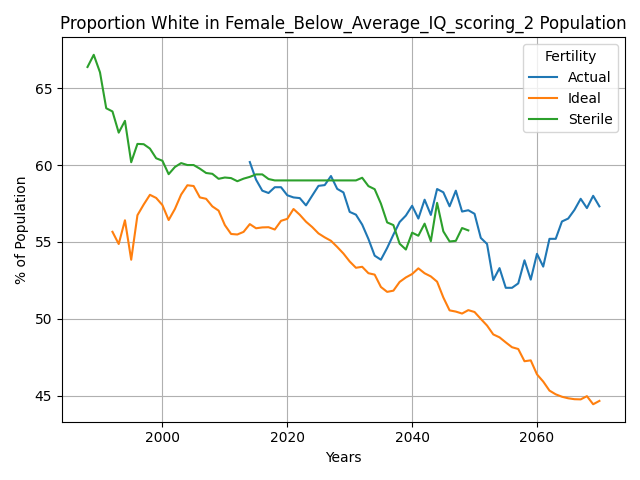 Proportion White in Female_Below_Average_IQ_scoring_2 Population
Fertility
Actual
Ideal
Sterile
% of Population
65
60
55
50
45
2000
2020
2040
2060
Years